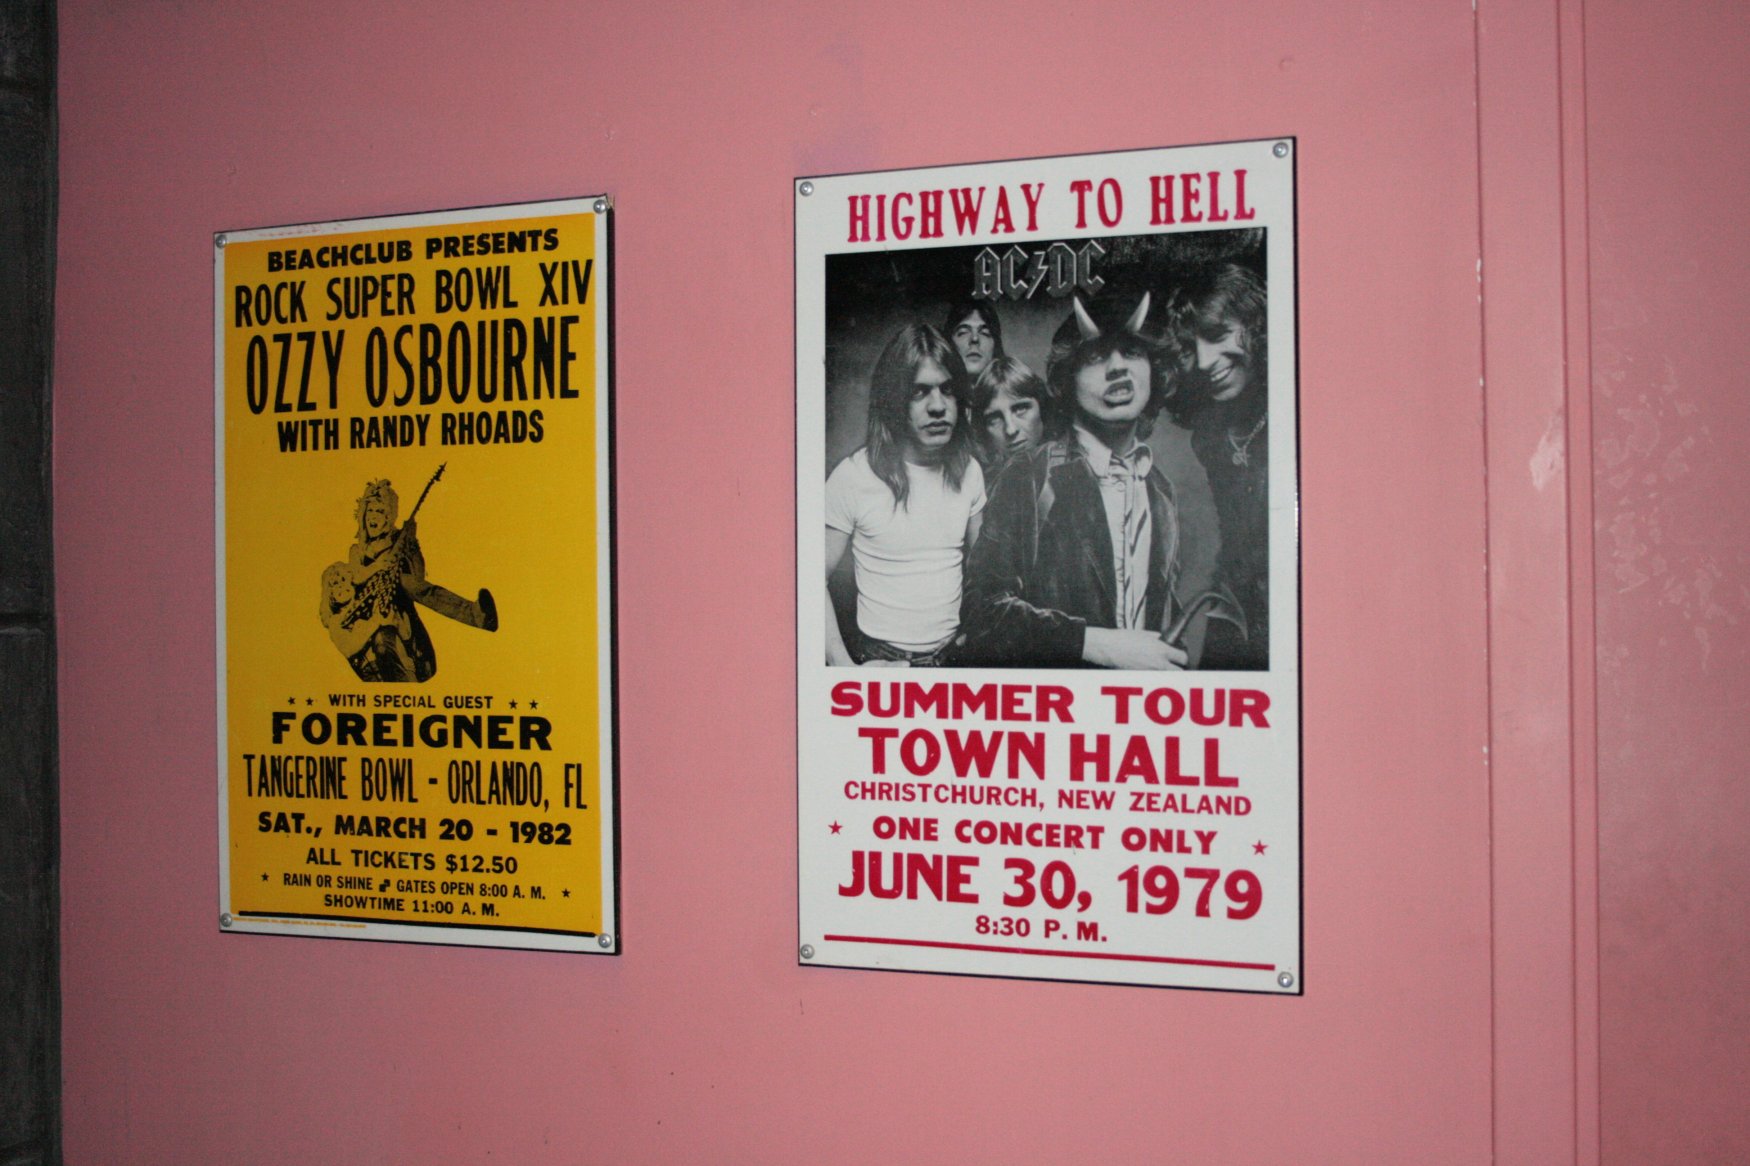 BEACHCLUB PRESENTS
ROCK SUPER BOWL XIV
OZZY OSBOURNE
WITH RANDY RHOADS
★ ★ WITH SPECIAL GUEST ★ ★
FOREIGNER
TANGERINE BOWL - ORLANDO, FL
SAT., MARCH 20 - 1982
ALL TICKETS $12.50
★ RAIN OR SHINE GATES OPEN 8:00 A. M. ★
SHOWTIME 11:00 A. M.
HIGHWAY TO HELL
AC⚡DC
SUMMER TOUR
TOWN HALL
CHRISTCHURCH, NEW ZEALAND
★ ONE CONCERT ONLY ★
JUNE 30, 1979
8:30 P. M.